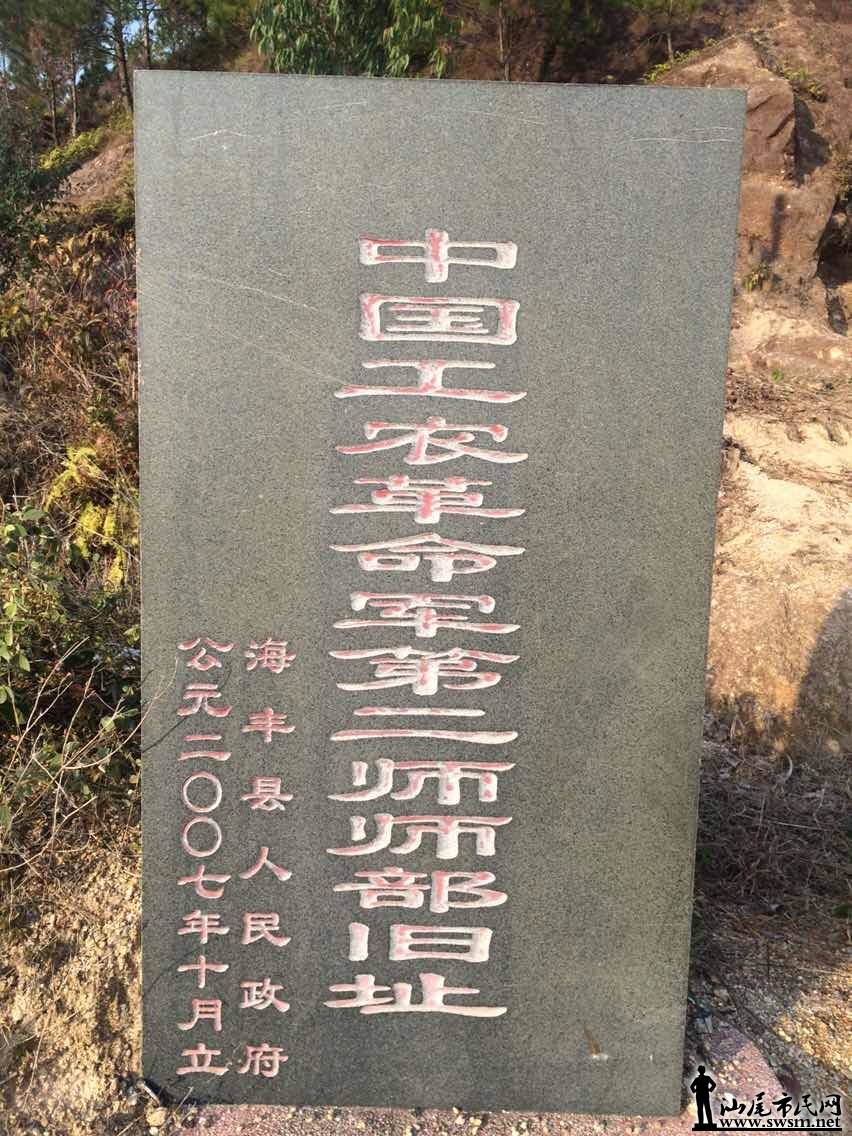 中国工农革命军第二师师部旧址
海丰县人民政府
公元二〇〇七年十月立
汕尾市民网
www.swsm.net